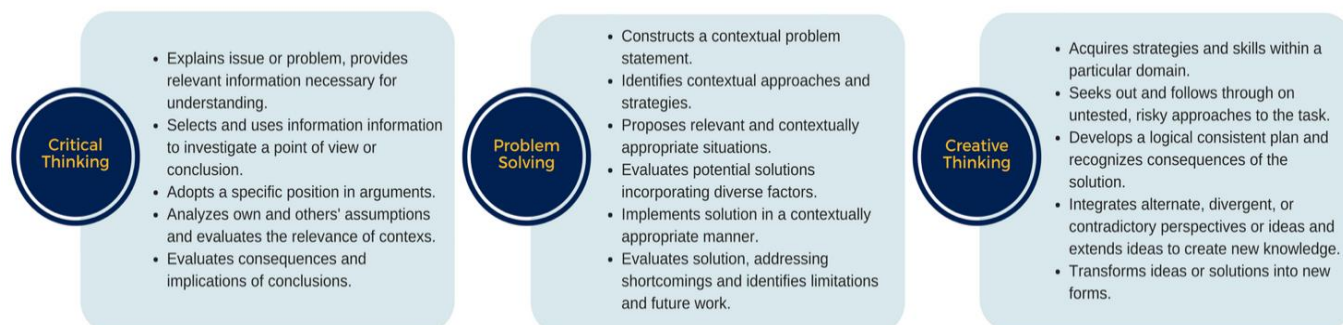 Critical
Thinking
• Explains issue or problem, provides
relevant information necessary for
understanding.
• Selects and uses information information
to investigate a point of view or
conclusion.
• Adopts a specific position in arguments.
• Analyzes own and others' assumptions
and evaluates the relevance of contexs.
• Evaluates consequences and
implications of conclusions.
Problem
Solving
• Constructs a contextual problem
statement.
• Identifies contextual approaches and
strategies.
• Proposes relevant and contextually
appropriate situations.
• Evaluates potential solutions
incorporating diverse factors.
• Implements solution in a contextually
appropriate manner.
• Evaluates solution, addressing
shortcomings and identifies limitations
and future work.
Creative
Thinking
• Acquires strategies and skills within a
particular domain.
• Seeks out and follows through on
untested, risky approaches to the task.
• Develops a logical consistent plan and
recognizes consequences of the
solution.
• Integrates alternate, divergent, or
contradictory perspectives or ideas and
extends ideas to create new knowledge.
• Transforms ideas or solutions into new
forms.